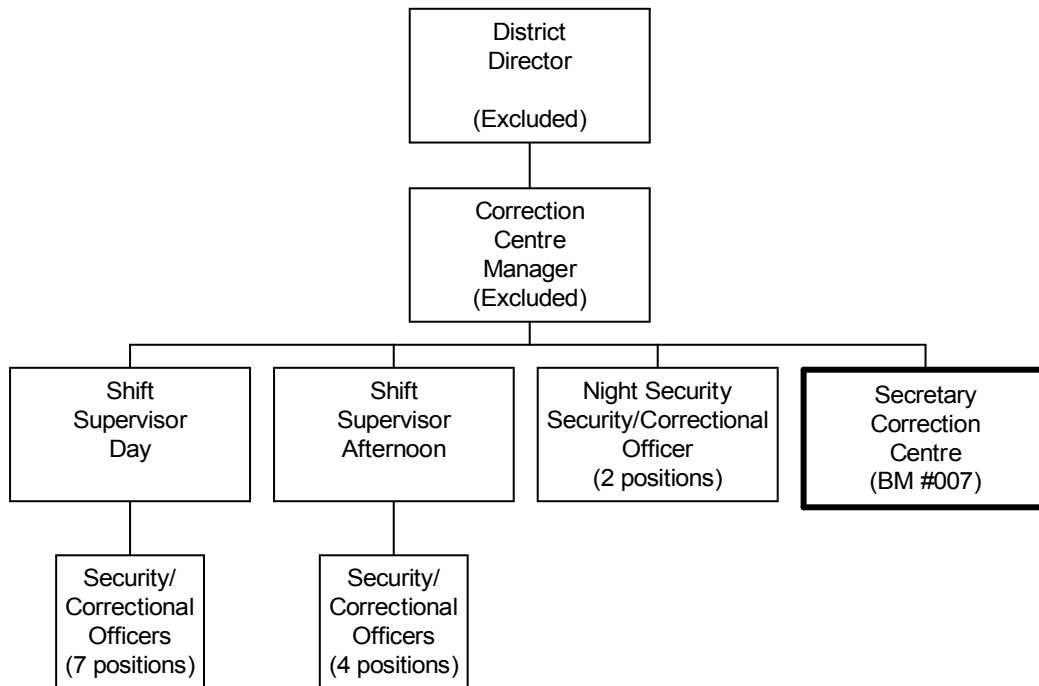 District
Director
(Excluded)
Correction
Centre
Manager
(Excluded)
Shift
Supervisor
Day
Shift
Supervisor
Afternoon
Night Security
Security/Correctional
Officer
(2 positions)
Secretary
Correction
Centre
(BM #007)
Security/
Correctional
Officers
(7 positions)
Security/
Correctional
Officers
(4 positions)